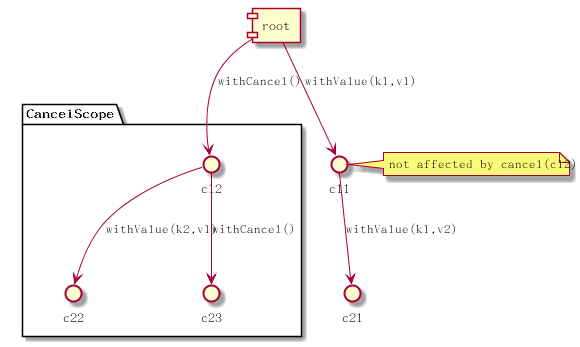 root
withCancel()
withValue(k1,v1)
CancelScope
c12
c11
not affected by cancel(c12)
withValue(k2,v1)
withCancel()
withValue(k1,v2)
c22
c23
c21